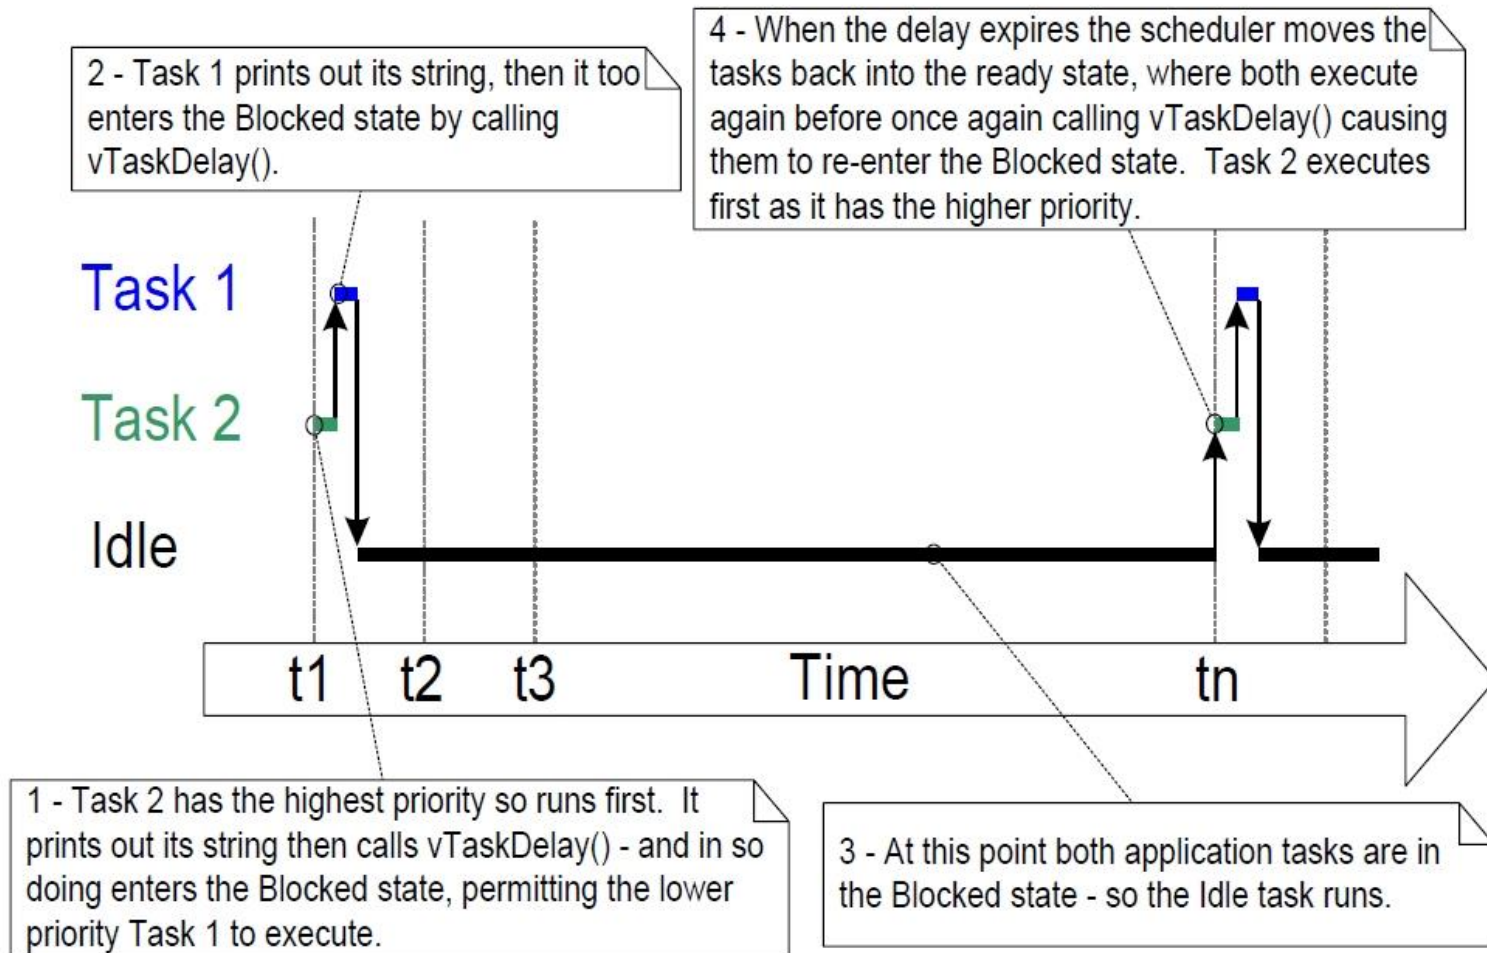 2 - Task 1 prints out its string, then it too
enters the Blocked state by calling
vTaskDelay().
4 - When the delay expires the scheduler moves the
tasks back into the ready state, where both execute
again before once again calling vTaskDelay() causing
them to re-enter the Blocked state.  Task 2 executes
first as it has the higher priority.
Task 1
Task 2
Idle
t1 t2 t3 Time tn
1 - Task 2 has the highest priority so runs first.  It
prints out its string then calls vTaskDelay() - and in so
doing enters the Blocked state, permitting the lower
priority Task 1 to execute.
3 - At this point both application tasks are in
the Blocked state - so the Idle task runs.